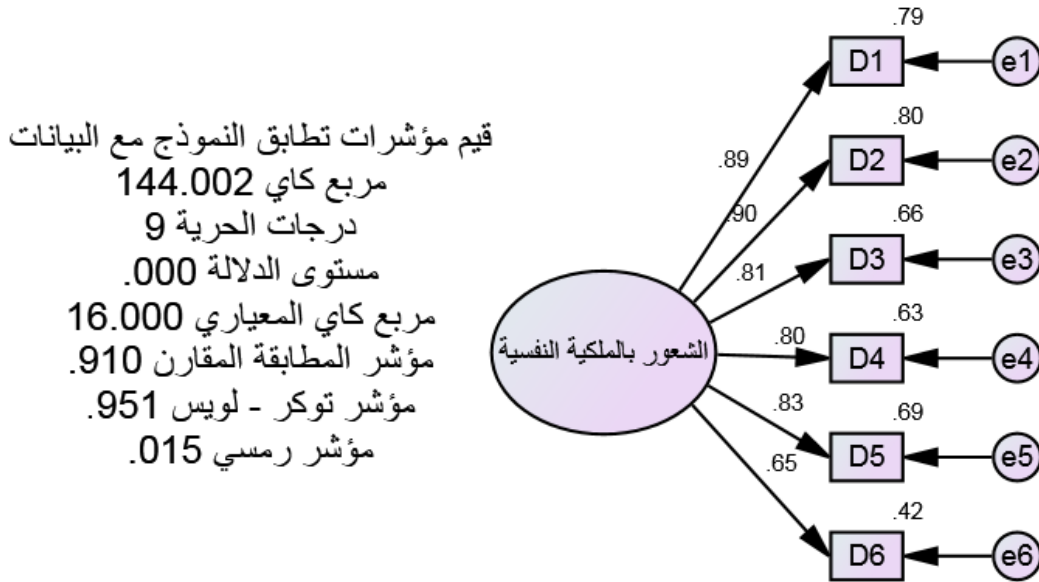 قيم مؤشرات تطابق النموذج مع البيانات
مربع كاي 144.002
درجات الحرية 9
مستوى الدلالة 000.
مربع كاي المعياري 16.000
مؤشر المطابقة المقارن 910.
مؤشر توكر - لويس 951.
مؤشر رمسي 015.
الشعور بالملكية النفسية
.79
D1
e1
.89
.80
D2
e2
.90
.66
D3
e3
.81
.63
D4
e4
.80
.69
D5
e5
.83
.42
D6
e6
.65